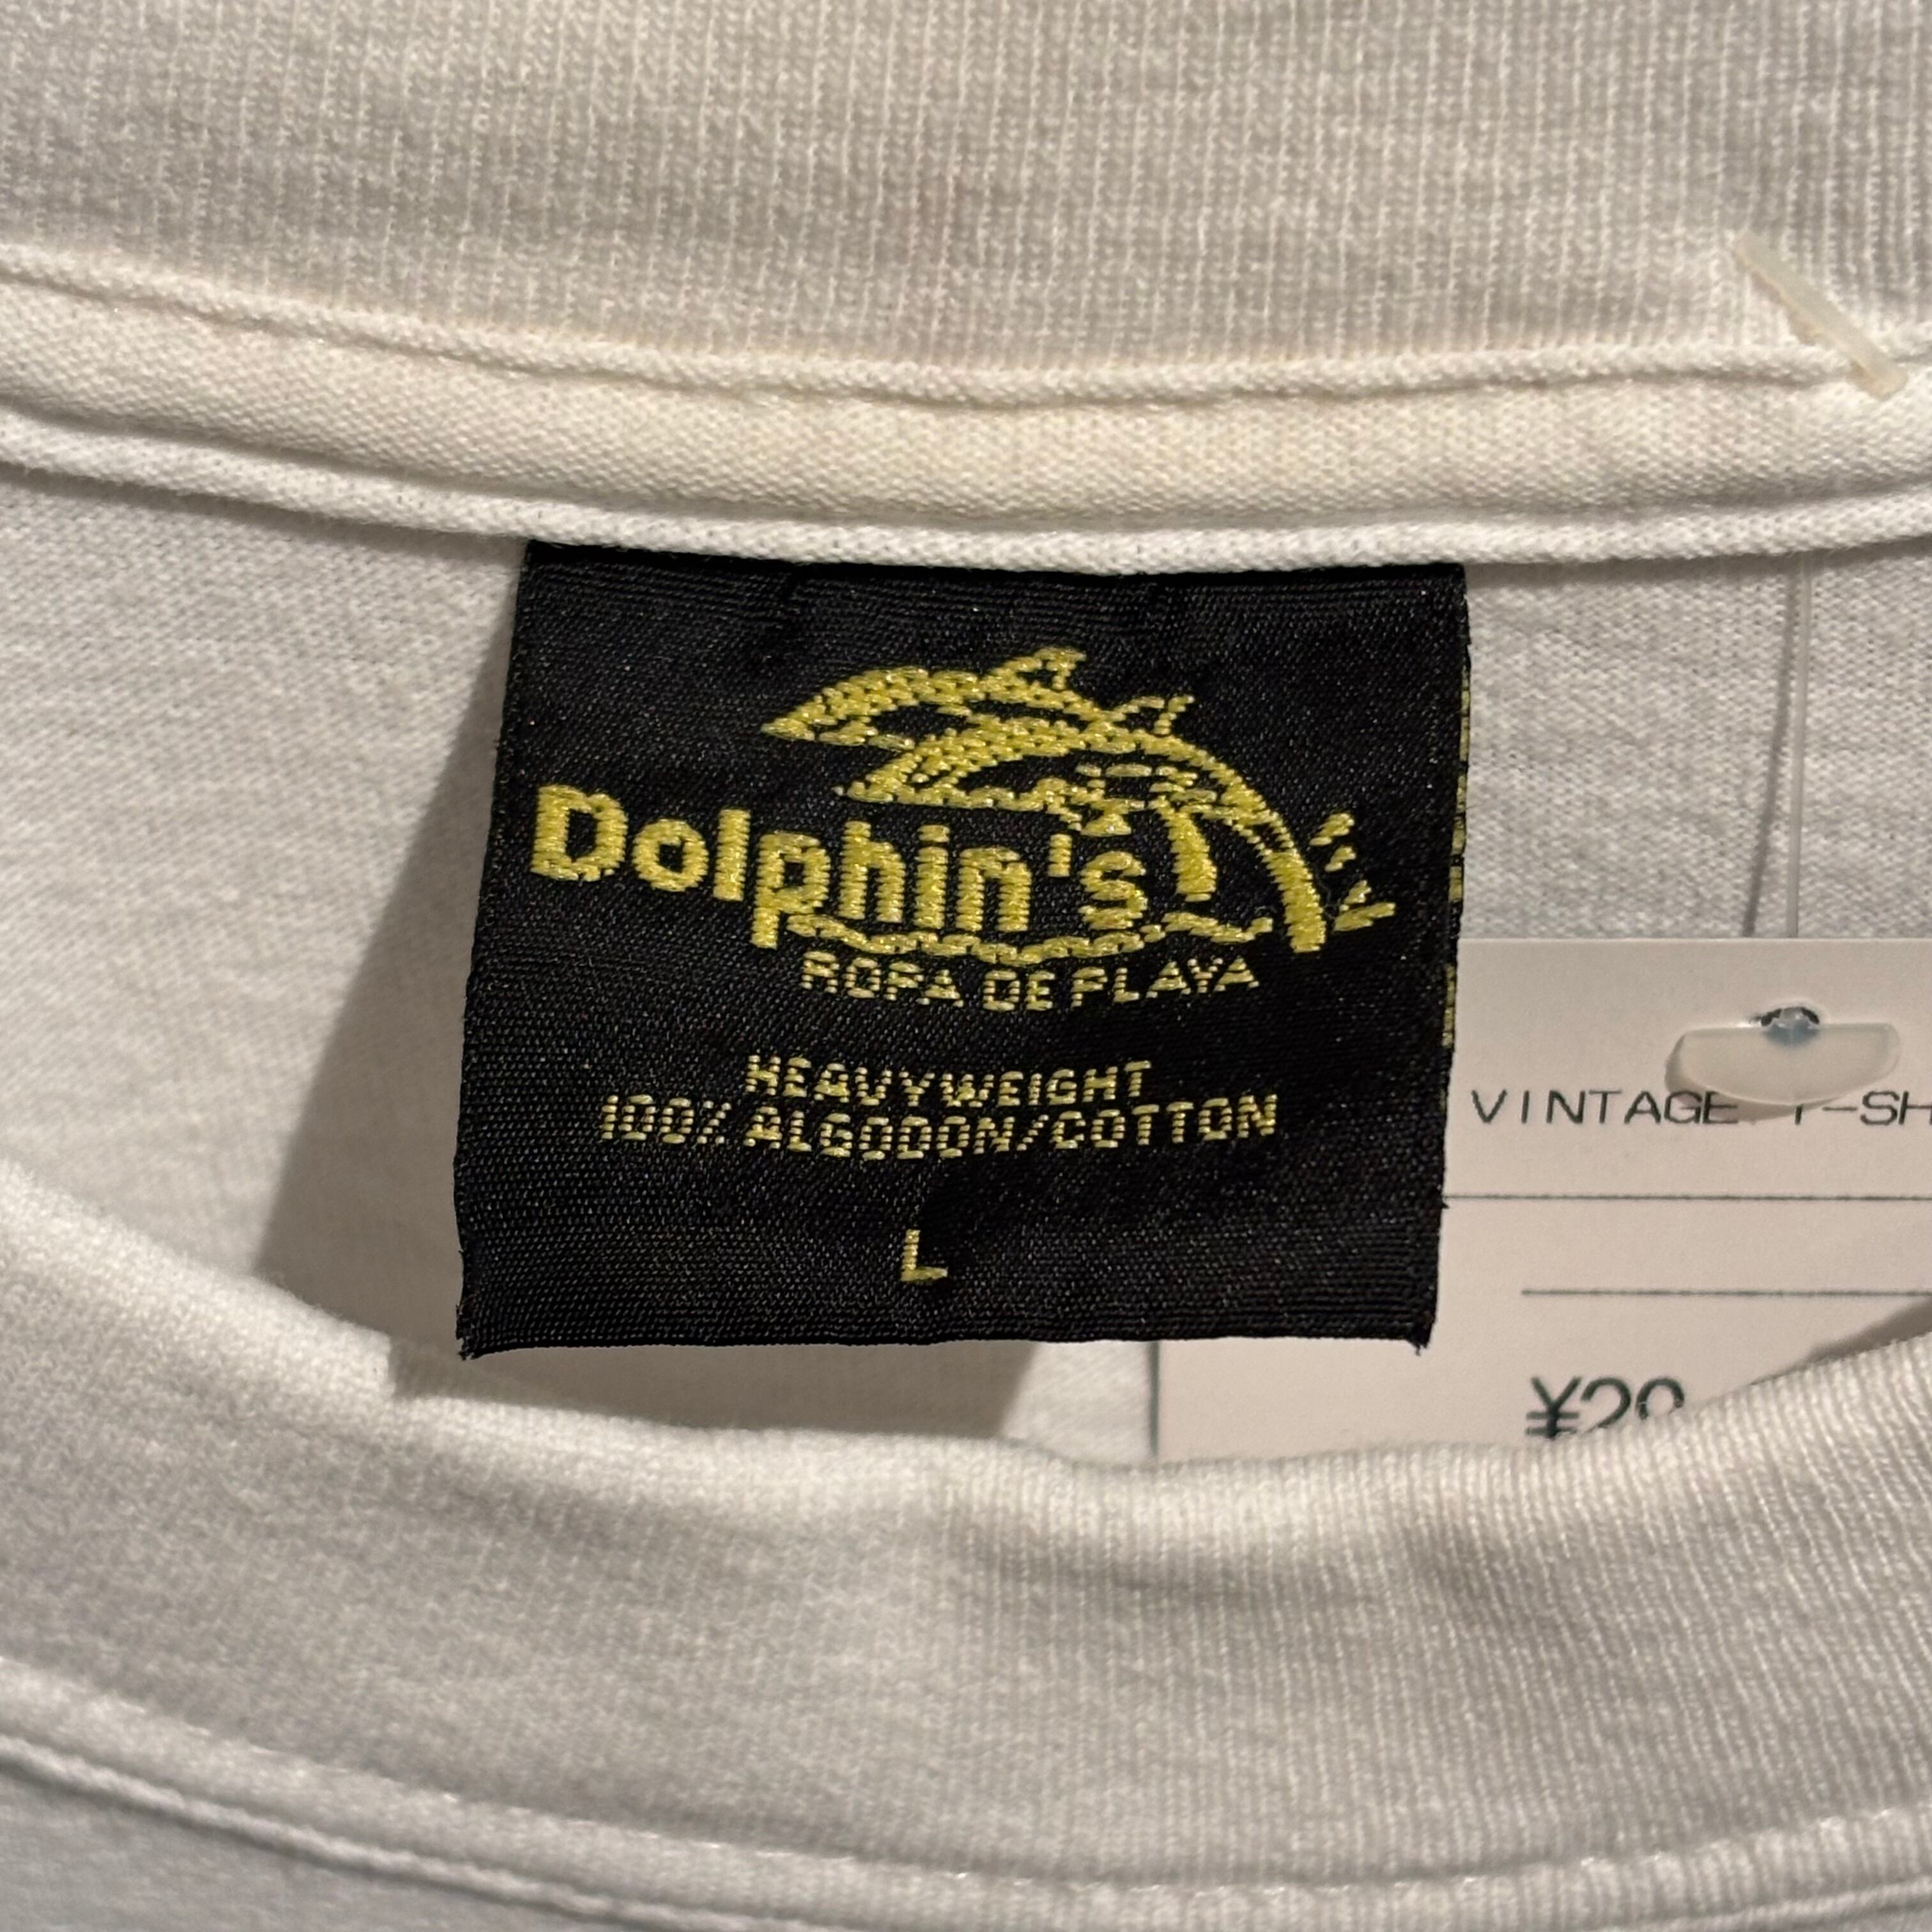 Dolphin's
ROPA DE PLAYA
HEAVYWEIGHT
100% ALGODON/COTTON
L
VINTAGE